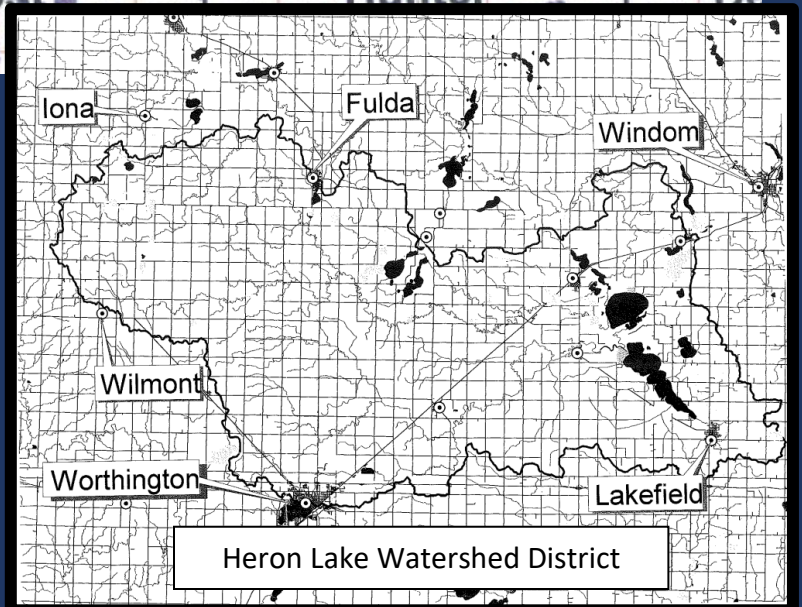 Iona
Fulda
Windom
Wilmont
Worthington
Lakefield
Heron Lake Watershed District